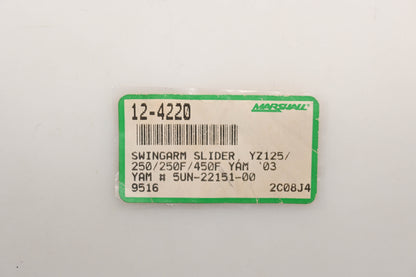 12-4220
MARSHALL
SWINGARM SLIDER, YZ125/
250/250F/450F YAM '03
YAM # 5UN-22151-00
9516 2C08J4